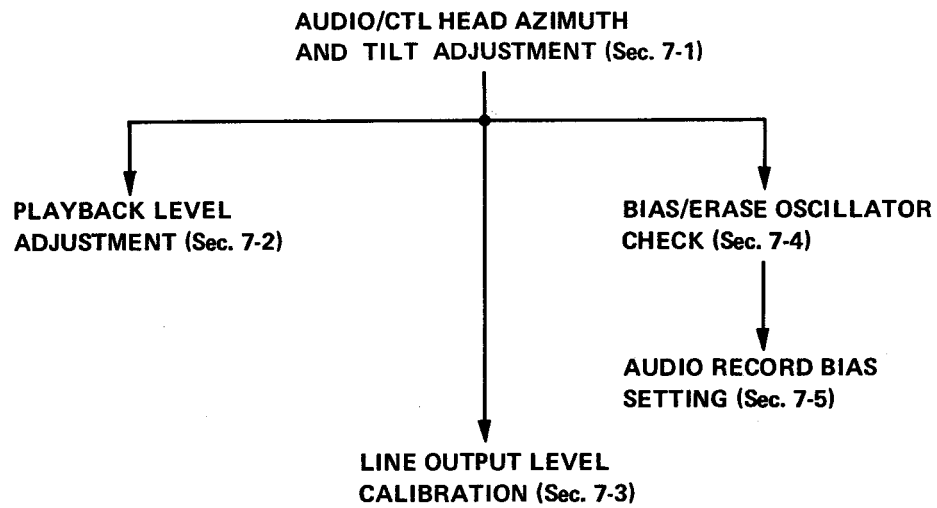 AUDIO/CTL HEAD AZIMUTH
AND TILT ADJUSTMENT (Sec. 7-1)
PLAYBACK LEVEL
ADJUSTMENT (Sec. 7-2)
BIAS/ERASE OSCILLATOR
CHECK (Sec. 7-4)
AUDIO RECORD BIAS
SETTING (Sec. 7-5)
LINE OUTPUT LEVEL
CALIBRATION (Sec. 7-3)